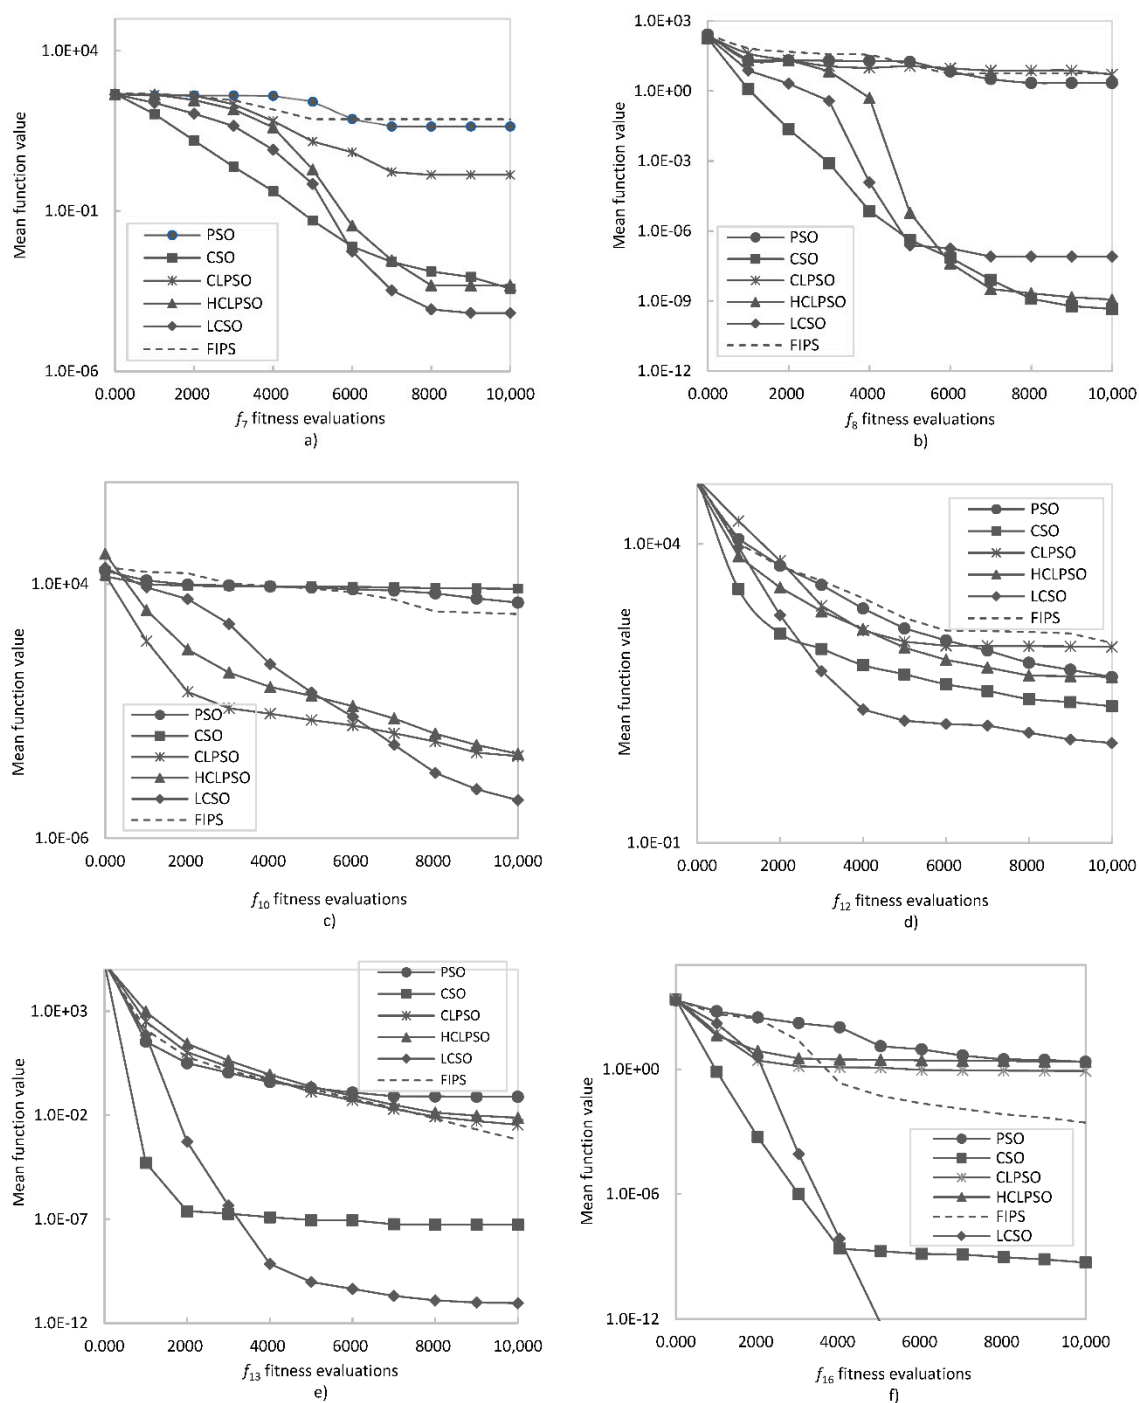 1.0E+04
1.0E-01
1.0E-06
Mean function value
PSO
CSO
CLPSO
HCLPSO
LCSO
FIPS
0.000 2000 4000 6000 8000 10,000
f7 fitness evaluations
a)
1.0E+03
1.0E+00
1.0E-03
1.0E-06
1.0E-09
1.0E-12
Mean function value
PSO
CSO
CLPSO
HCLPSO
LCSO
FIPS
0.000 2000 4000 6000 8000 10,000
f8 fitness evaluations
b)
1.0E+04
1.0E-06
Mean function value
PSO
CSO
CLPSO
HCLPSO
LCSO
FIPS
0.000 2000 4000 6000 8000 10,000
f10 fitness evaluations
c)
1.0E+04
1.0E-01
Mean function value
PSO
CSO
CLPSO
HCLPSO
LCSO
FIPS
0.000 2000 4000 6000 8000 10,000
f12 fitness evaluations
d)
1.0E+03
1.0E-02
1.0E-07
1.0E-12
Mean function value
PSO
CSO
CLPSO
HCLPSO
LCSO
FIPS
0.000 2000 4000 6000 8000 10,000
f13 fitness evaluations
e)
1.0E+00
1.0E-06
1.0E-12
Mean function value
PSO
CSO
CLPSO
HCLPSO
FIPS
LCSO
0.000 2000 4000 6000 8000 10,000
f16 fitness evaluations
f)